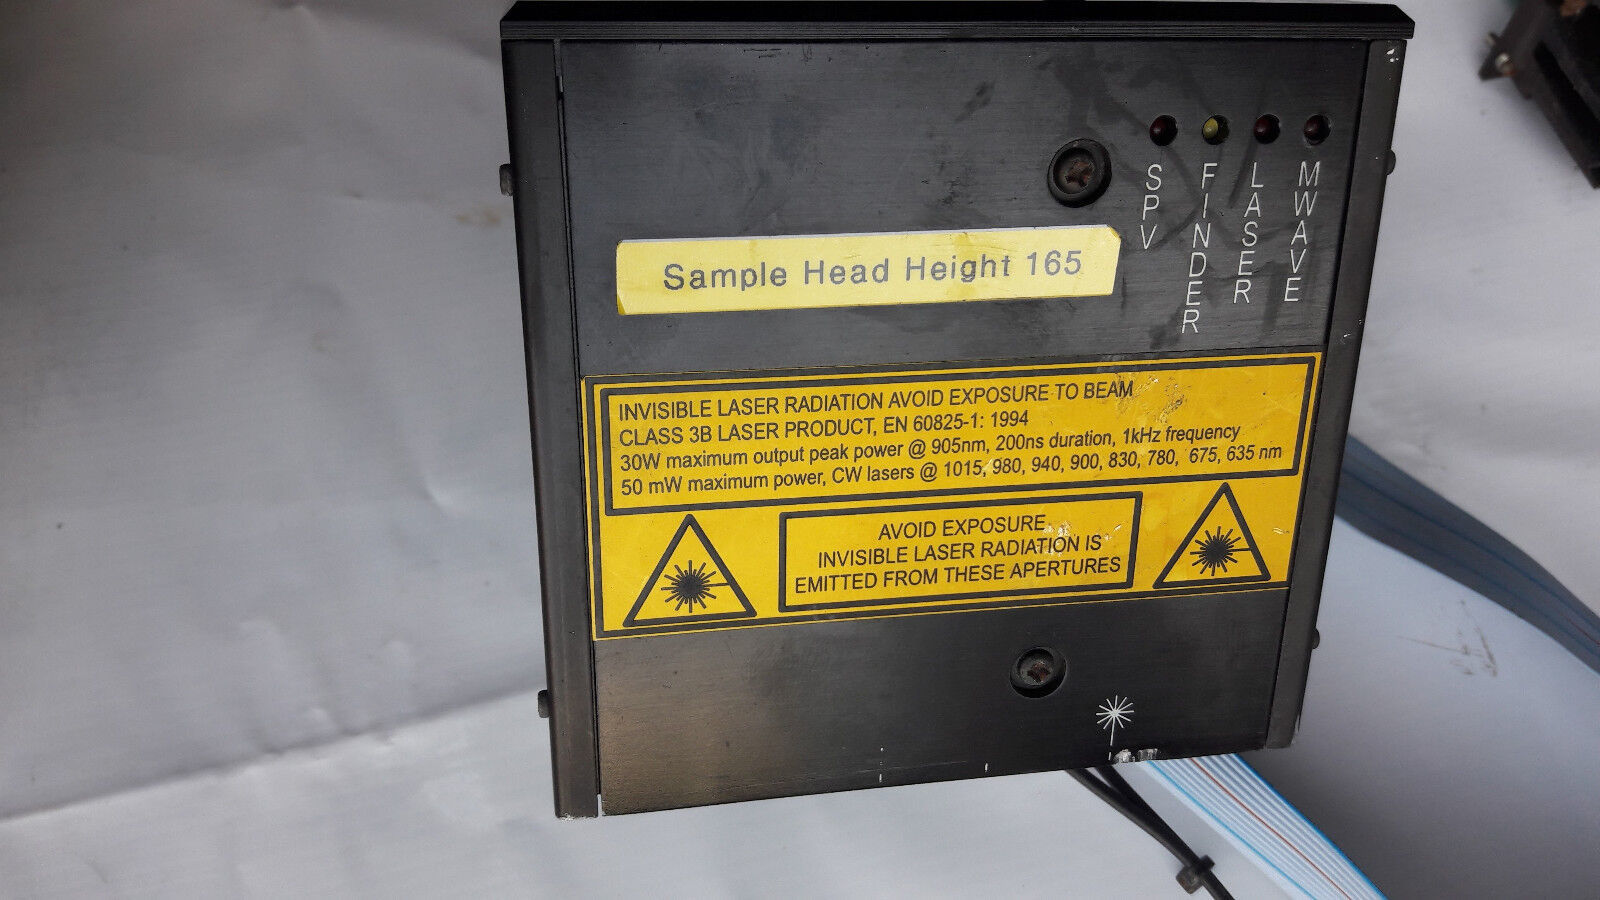 SPV
FINDER
LASER
MWAVE
Sample Head Height 165
INVISIBLE LASER RADIATION AVOID EXPOSURE TO BEAM
CLASS 3B LASER PRODUCT, EN 60825-1: 1994
30W maximum output peak power @ 905nm, 200ns duration, 1kHz frequency
50 mW maximum power, CW lasers @ 1015, 980, 940, 900, 830, 780, 675, 635 nm
AVOID EXPOSURE,
INVISIBLE LASER RADIATION IS
EMITTED FROM THESE APERTURES